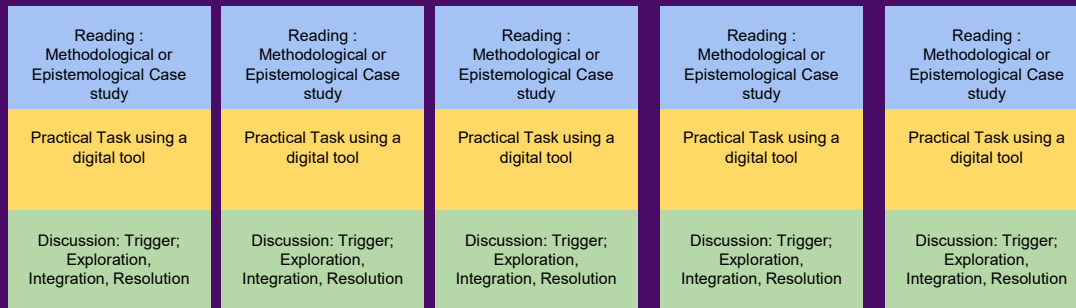 Reading :
Methodological or
Epistemological Case
study
Practical Task using a
digital tool
Discussion: Trigger;
Exploration,
Integration, Resolution
Reading :
Methodological or
Epistemological Case
study
Practical Task using a
digital tool
Discussion: Trigger;
Exploration,
Integration, Resolution
Reading :
Methodological or
Epistemological Case
study
Practical Task using a
digital tool
Discussion: Trigger;
Exploration,
Integration, Resolution
Reading :
Methodological or
Epistemological Case
study
Practical Task using a
digital tool
Discussion: Trigger;
Exploration,
Integration, Resolution
Reading :
Methodological or
Epistemological Case
study
Practical Task using a
digital tool
Discussion: Trigger;
Exploration,
Integration, Resolution